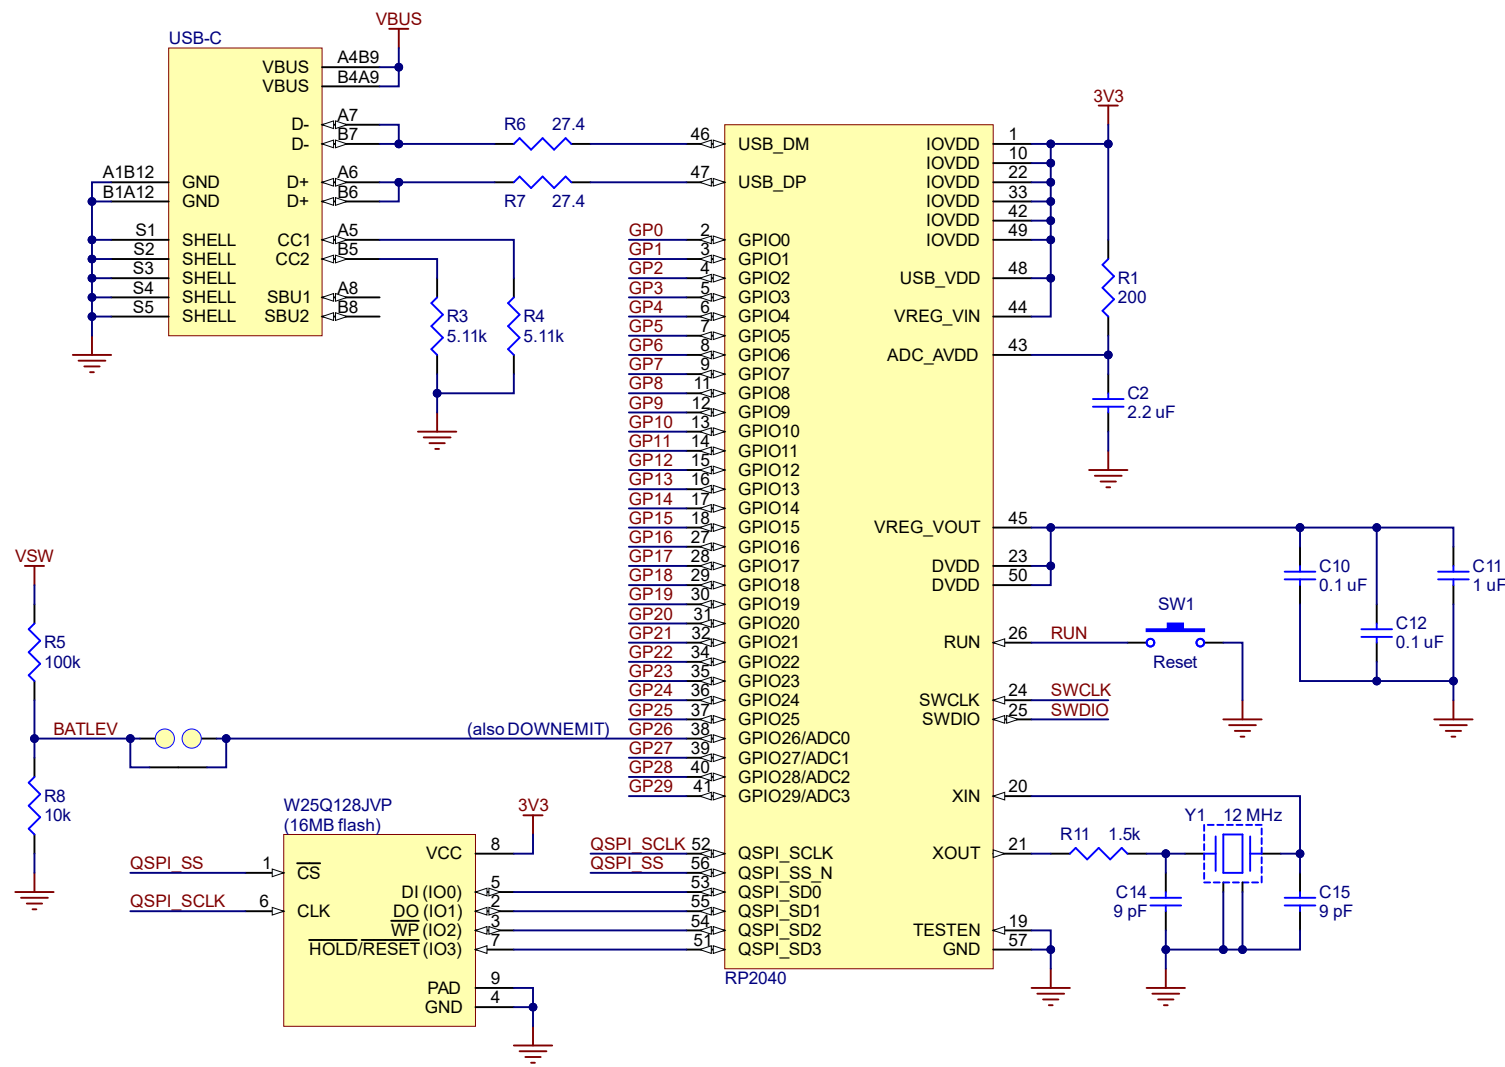 VBUS
USB-C
VBUS A4B9
VBUS B4A9
D- A7
D- B7
A1B12 GND D+ A6
B1A12 GND D+ B6
S1 SHELL CC1 A5
S2 SHELL CC2 B5
S3 SHELL
S4 SHELL SBU1 A8
S5 SHELL SBU2 B8
R3
5.11k
R4
5.11k
R6 27.4
R7 27.4
46 USB_DM
47 USB_DP
GP0 2 GPIO0
GP1 3 GPIO1
GP2 4 GPIO2
GP3 5 GPIO3
GP4 6 GPIO4
GP5 7 GPIO5
GP6 8 GPIO6
GP7 9 GPIO7
GP8 11 GPIO8
GP9 12 GPIO9
GP10 13 GPIO10
GP11 14 GPIO11
GP12 15 GPIO12
GP13 16 GPIO13
GP14 17 GPIO14
GP15 18 GPIO15
GP16 27 GPIO16
GP17 28 GPIO17
GP18 29 GPIO18
GP19 30 GPIO19
GP20 31 GPIO20
GP21 32 GPIO21
GP22 34 GPIO22
GP23 35 GPIO23
GP24 36 GPIO24
GP25 37 GPIO25
GP26 38 GPIO26/ADC0
GP27 39 GPIO27/ADC1
GP28 40 GPIO28/ADC2
GP29 41 GPIO29/ADC3
QSPI_SCLK 52 QSPI_SCLK
QSPI_SS 56 QSPI_SS_N
53 QSPI_SD0
55 QSPI_SD1
54 QSPI_SD2
51 QSPI_SD3
RP2040
IOVDD 1
IOVDD 10
IOVDD 22
IOVDD 33
IOVDD 42
IOVDD 49
USB_VDD 48
VREG_VIN 44
ADC_AVDD 43
VREG_VOUT 45
DVDD 23
DVDD 50
RUN 26 RUN
SWCLK 24 SWCLK
SWDIO 25 SWDIO
XIN 20
XOUT 21
TESTEN 19
GND 57
3V3
R1
200
C2
2.2 uF
C10
0.1 uF
C12
0.1 uF
C11
1 uF
SW1
Reset
R11 1.5k
Y1 12 MHz
C14
9 pF
C15
9 pF
VSW
R5
100k
BATLEV
(also DOWNEMIT)
R8
10k
W25Q128JVP
(16MB flash)
3V3
VCC 8
QSPI_SS 1 CS
QSPI_SCLK 6 CLK
DI (IO0) 5
DO (IO1) 2
WP (IO2) 3
HOLD/RESET (IO3) 7
PAD 9
GND 4